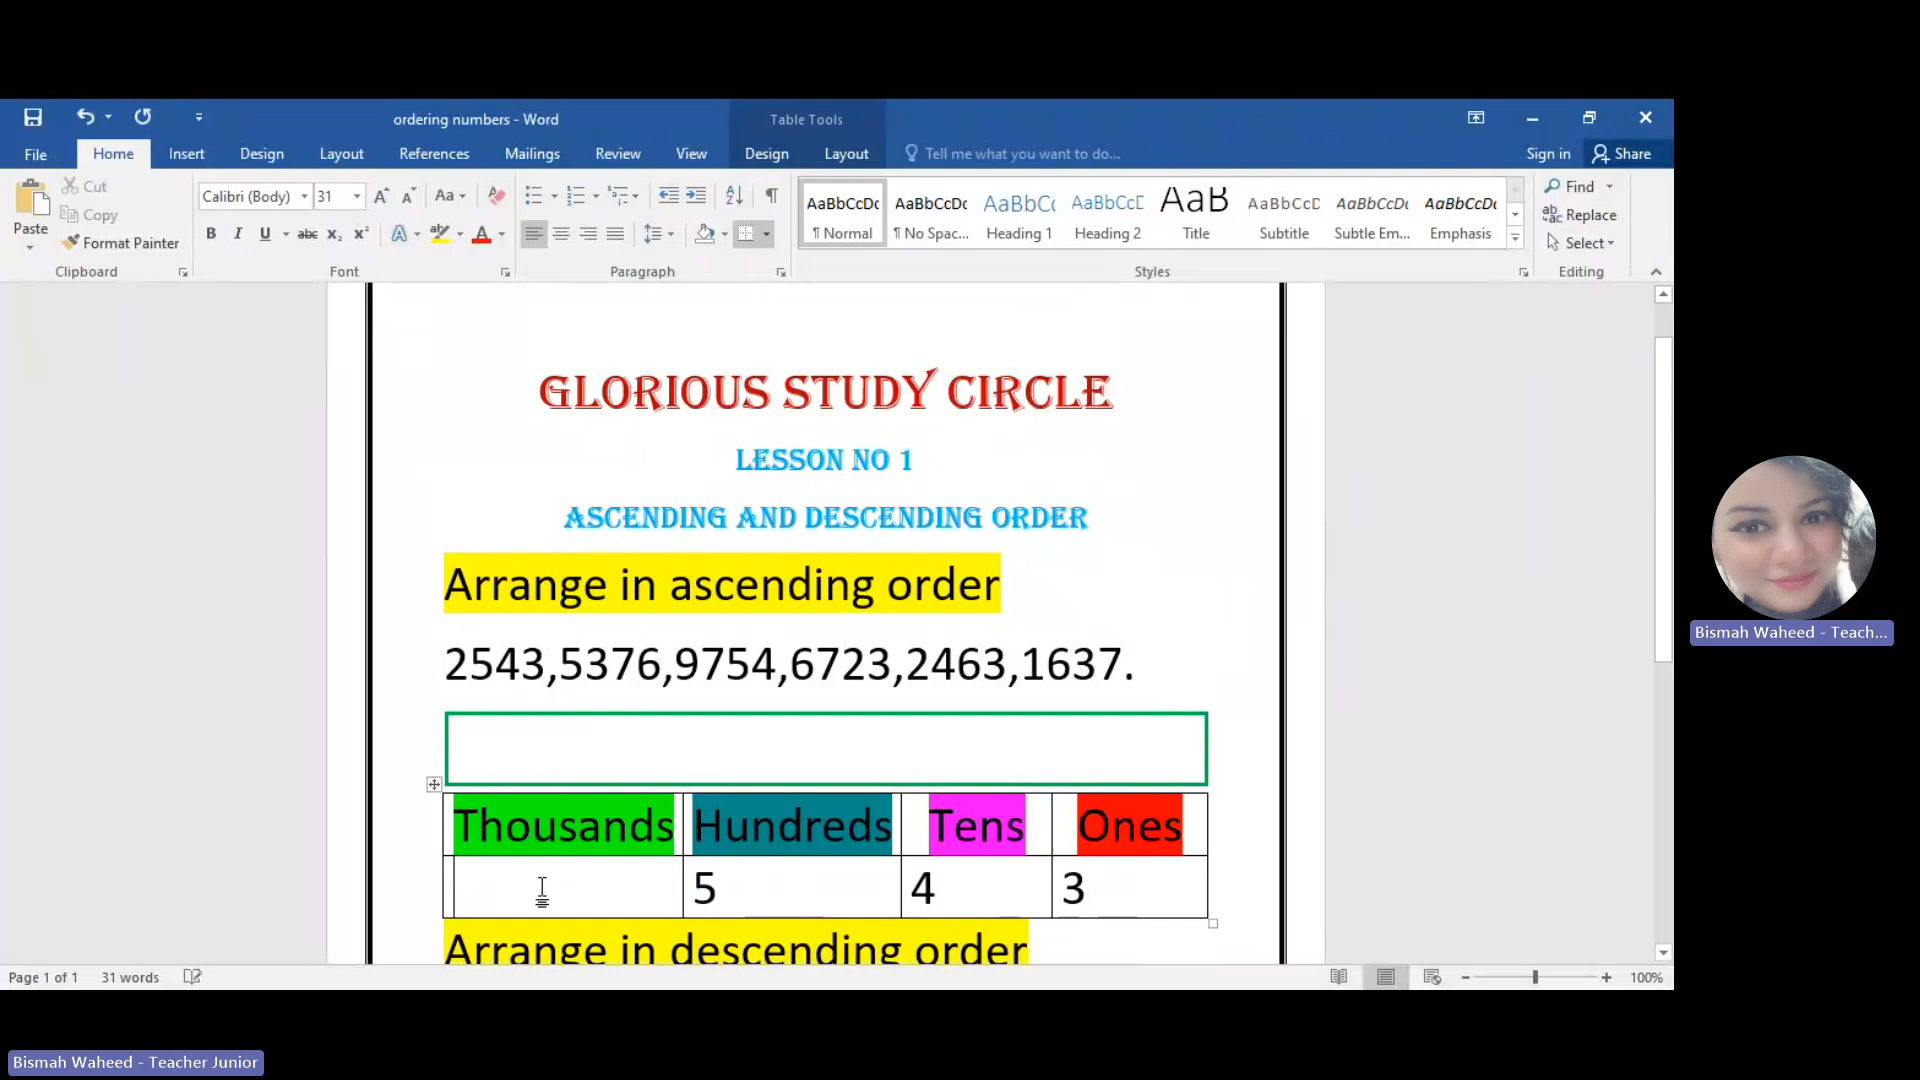 ordering numbers - Word
Table Tools
File
Home
Insert
Design
Layout
References
Mailings
Review
View
Design
Layout
Tell me what you want to do...
Sign in
Share
Paste
Cut
Copy
Format Painter
Clipboard
Calibri (Body)
31
Font
Paragraph
AaBbCcDc
¶ Normal
AaBbCcDc
¶ No Spac...
AaBbCc
Heading 1
AaBbCcE
Heading 2
AaB
Title
AaBbCcD
Subtitle
AaBbCcDc
Subtle Em...
AaBbCcDc
Emphasis
Styles
Find
Replace
Select
Editing
GLORIOUS STUDY CIRCLE
LESSON NO 1
ASCENDING AND DESCENDING ORDER
Arrange in ascending order
2543,5376,9754,6723,2463,1637.
Thousands Hundreds Tens Ones
5 4 3
Arrange in descending order
Page 1 of 1
31 words
100%
Bismah Waheed - Teach...
Bismah Waheed - Teacher Junior